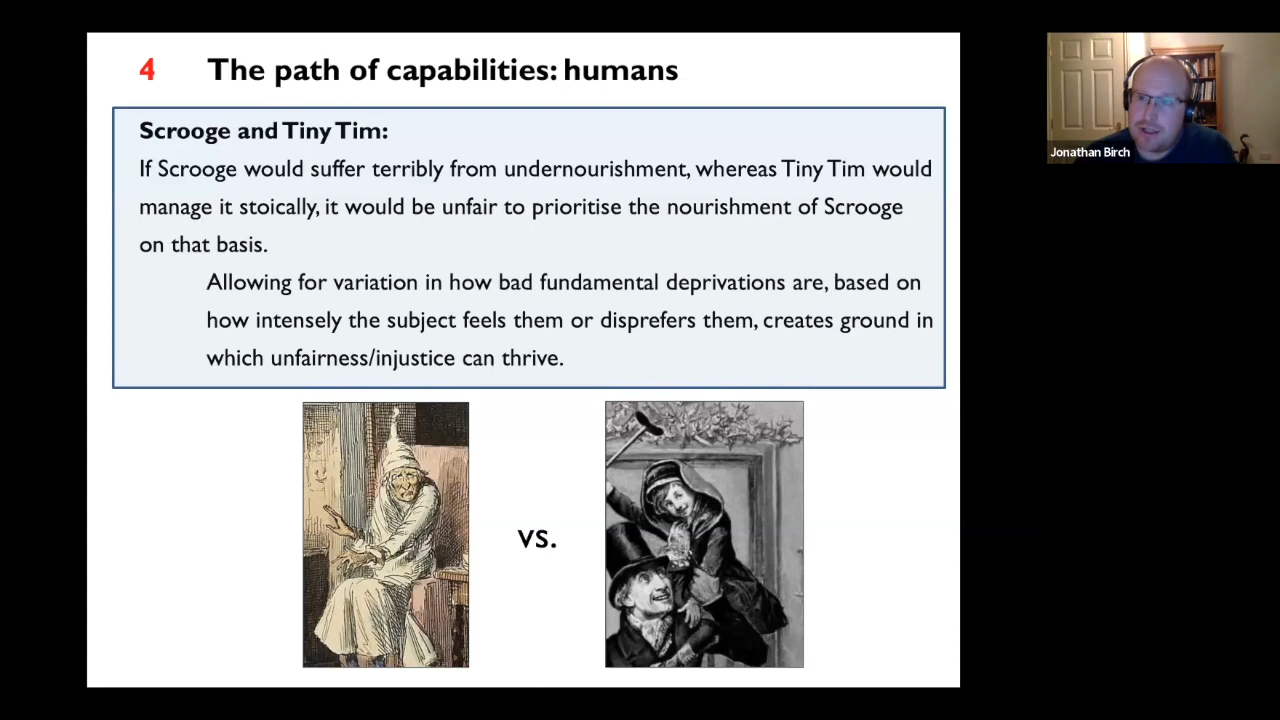 4 The path of capabilities: humans
Scrooge and Tiny Tim:
If Scrooge would suffer terribly from undernourishment, whereas Tiny Tim would
manage it stoically, it would be unfair to prioritise the nourishment of Scrooge
on that basis.
Allowing for variation in how bad fundamental deprivations are, based on
how intensely the subject feels them or disprefers them, creates ground in
which unfairness/injustice can thrive.
vs.
Jonathan Birch